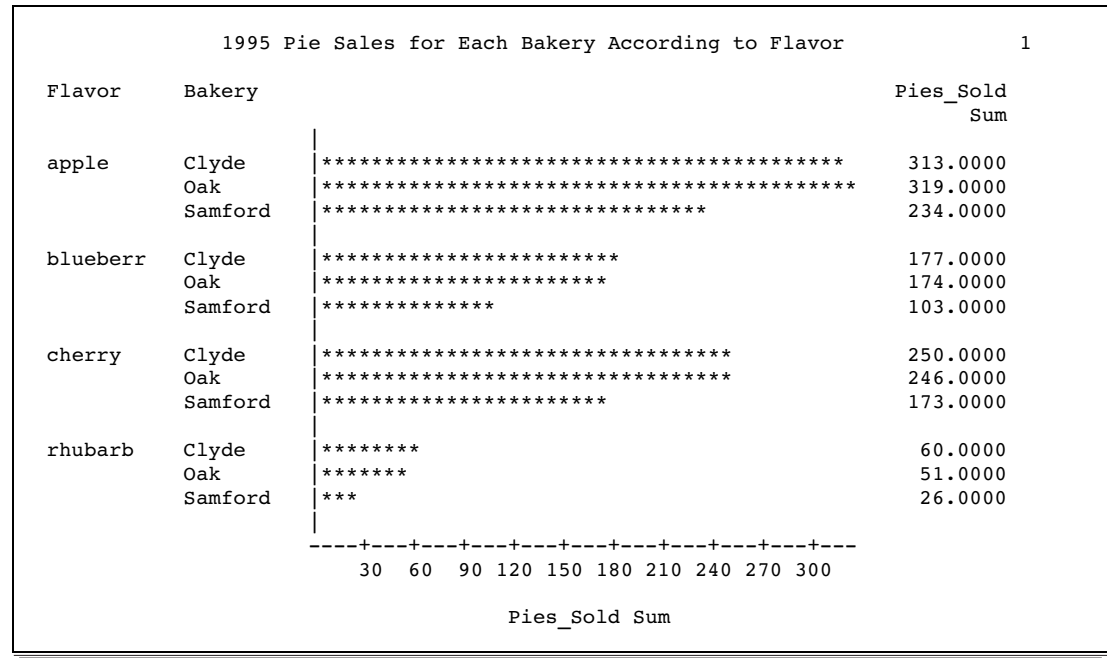 1995 Pie Sales for Each Bakery According to Flavor 1
Flavor Bakery Pies_Sold
Sum
|
apple Clyde |****************************************** 313.0000
Oak |******************************************* 319.0000
Samford |******************************* 234.0000
|
blueberr Clyde |************************ 177.0000
Oak |*********************** 174.0000
Samford |************** 103.0000
|
cherry Clyde |********************************* 250.0000
Oak |********************************* 246.0000
Samford |*********************** 173.0000
|
rhubarb Clyde |******** 60.0000
Oak |******* 51.0000
Samford |*** 26.0000
|
----+---+---+---+---+---+---+---+---+---+---
30 60 90 120 150 180 210 240 270 300
Pies_Sold Sum